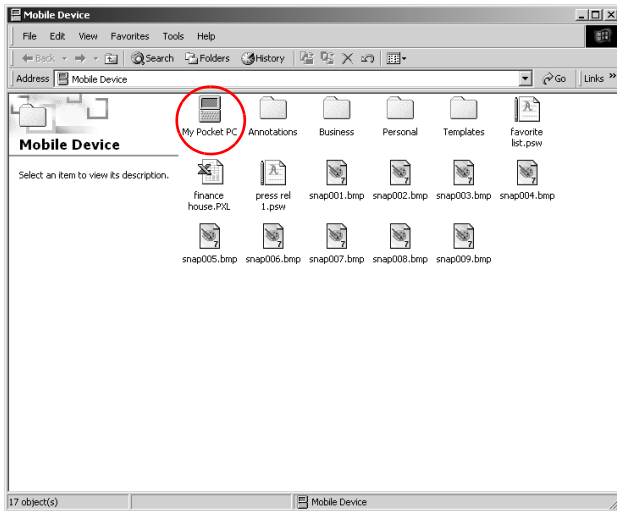 Mobile Device
File Edit View Favorites Tools Help
Back Search Folders History
Address Mobile Device Go Links »
Mobile Device
Select an item to view its description.
My Pocket PC Annotations Business Personal Templates favorite
list.psw
finance press rel snap001.bmp snap002.bmp snap003.bmp snap004.bmp
house.PXL 1.psw
snap005.bmp snap006.bmp snap007.bmp snap008.bmp snap009.bmp
17 object(s) Mobile Device